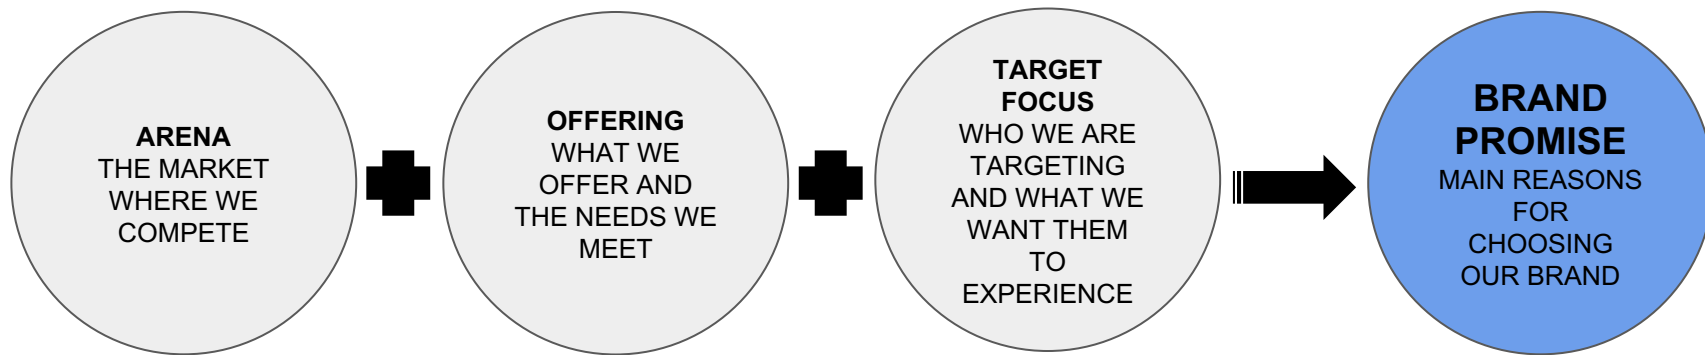 ARENA
THE MARKET
WHERE WE
COMPETE
OFFERING
WHAT WE
OFFER AND
THE NEEDS WE
MEET
TARGET
FOCUS
WHO WE ARE
TARGETING
AND WHAT WE
WANT THEM
TO
EXPERIENCE
BRAND
PROMISE
MAIN REASONS
FOR
CHOOSING
OUR BRAND